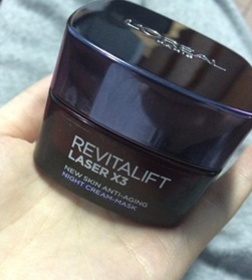 L'ORÉAL
PARIS
REVITALIFT
LASER X3
NEW SKIN ANTI-AGING
NIGHT CREAM-MASK